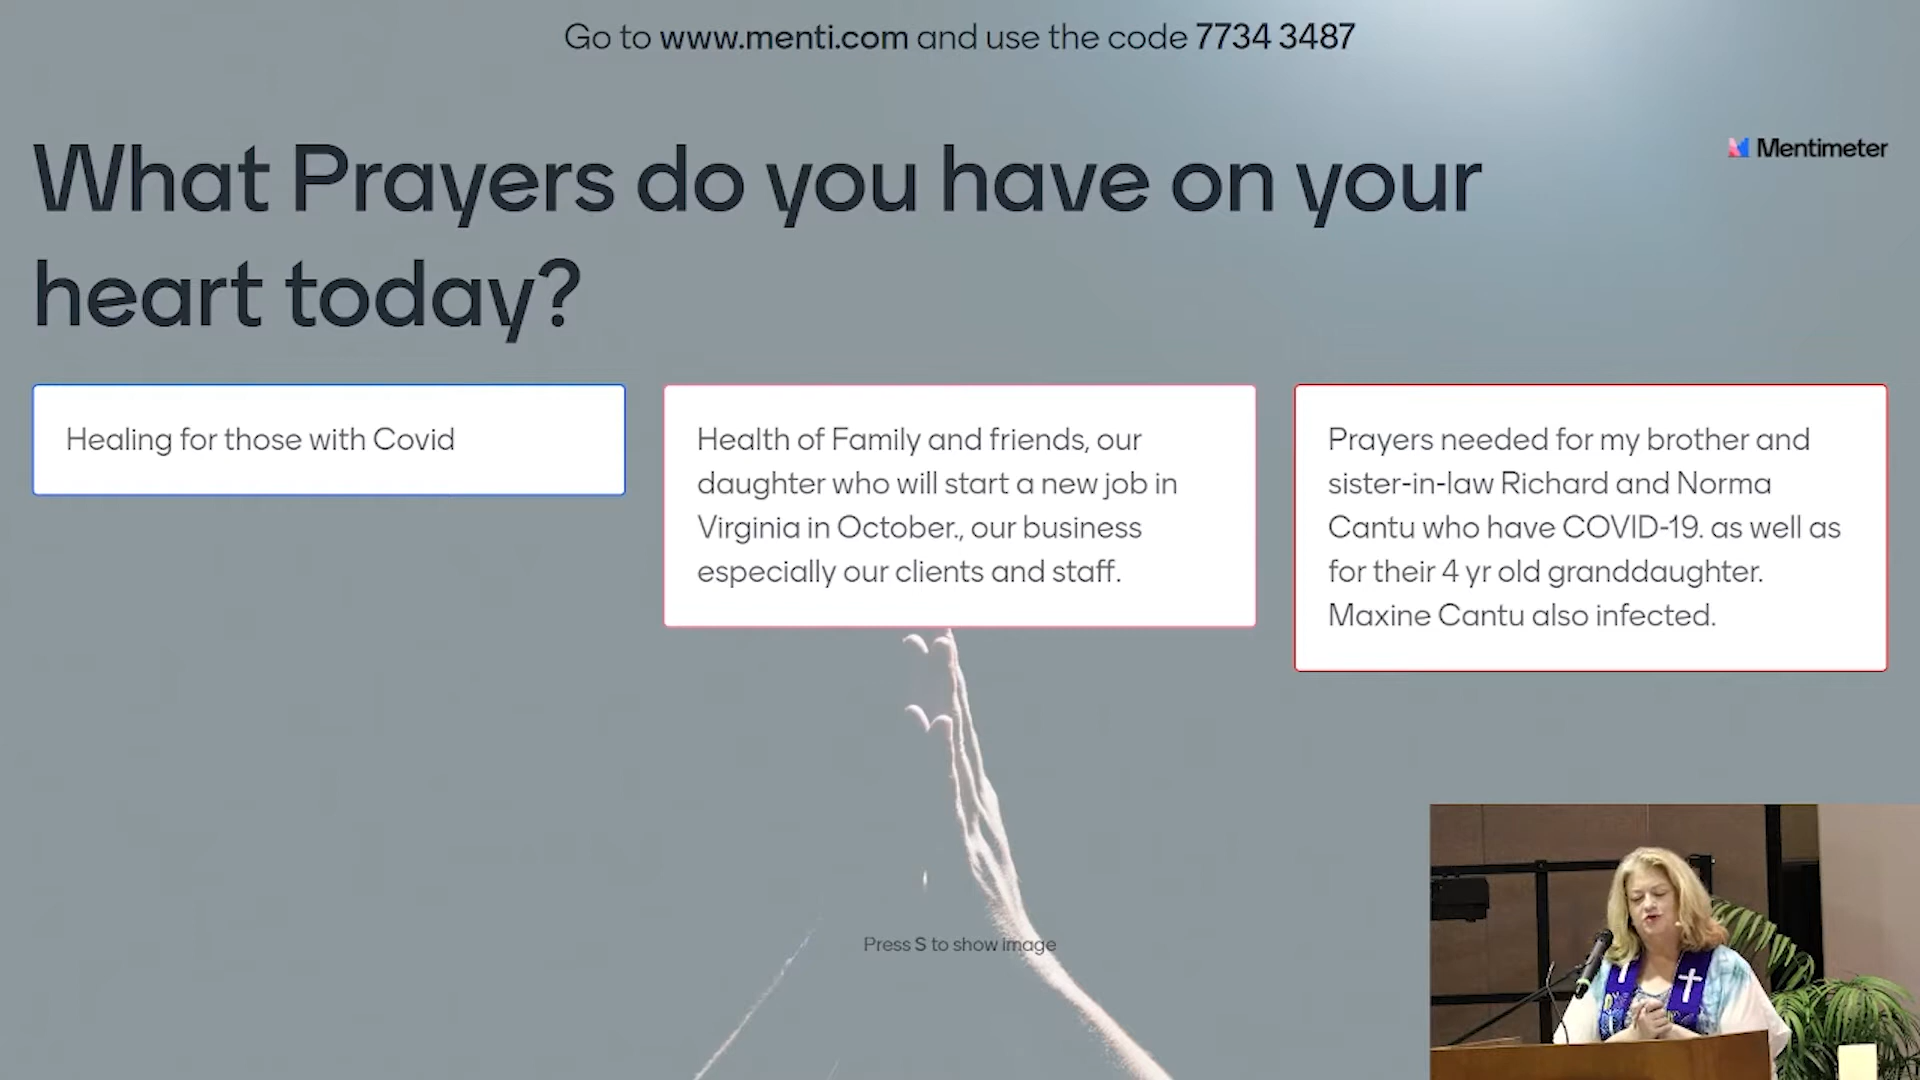 Go to www.menti.com and use the code 7734 3487
Mentimeter
What Prayers do you have on your
heart today?
Healing for those with Covid
Health of Family and friends, our
daughter who will start a new job in
Virginia in October., our business
especially our clients and staff.
Prayers needed for my brother and
sister-in-law Richard and Norma
Cantu who have COVID-19. as well as
for their 4 yr old granddaughter.
Maxine Cantu also infected.
Press S to show image